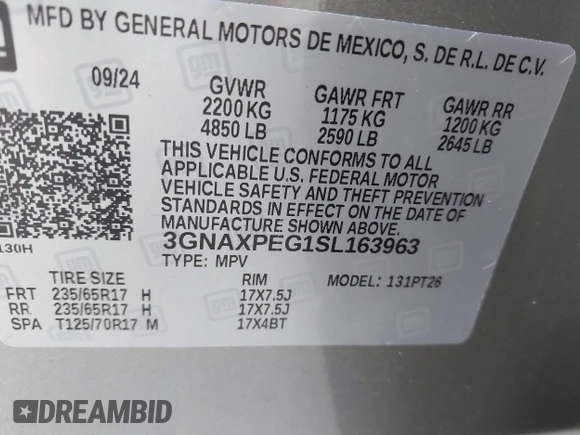 MFD BY GENERAL MOTORS DE MEXICO, S. DE R.L. DE C.V.
09/24
GVWR GAWR FRT GAWR RR
2200 KG 1175 KG 1200 KG
4850 LB 2590 LB 2645 LB
THIS VEHICLE CONFORMS TO ALL
APPLICABLE U.S. FEDERAL MOTOR
VEHICLE SAFETY AND THEFT PREVENTION
STANDARDS IN EFFECT ON THE DATE OF
MANUFACTURE SHOWN ABOVE.
130H
3GNAXPEG1SL163963
TYPE: MPV
TIRE SIZE RIM MODEL: 131PT26
FRT 235/65R17 H 17X7.5J
RR 235/65R17 H 17X7.5J
SPA T125/70R17 M 17X4BT
DREAMBID